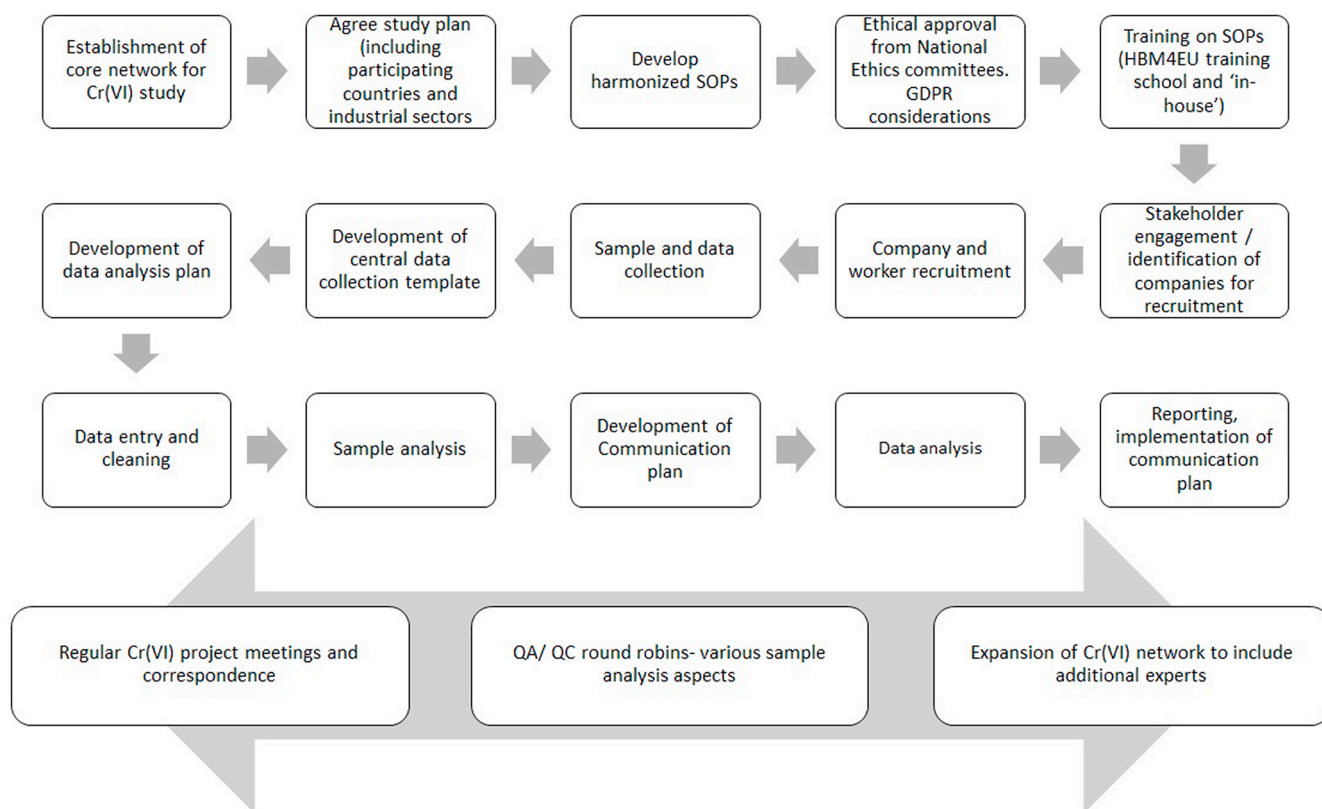 Establishment of
core network for
Cr(VI) study
Agree study plan
(including
participating
countries and
industrial sectors
Develop
harmonized SOPs
Ethical approval
from National
Ethics committees.
GDPR
considerations
Training on SOPs
(HBM4EU training
school and ‘in-
house’)
Stakeholder
engagement /
identification of
companies for
recruitment
Company and
worker recruitment
Sample and data
collection
Development of
central data
collection template
Development of
data analysis plan
Data entry and
cleaning
Sample analysis
Development of
Communication
plan
Data analysis
Reporting,
implementation of
communication
plan
Regular Cr(VI) project meetings and
correspondence
QA/ QC round robins- various sample
analysis aspects
Expansion of Cr(VI) network to include
additional experts